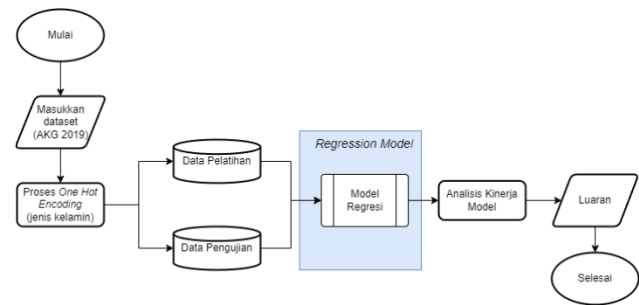 Mulai
Masukkan
dataset
(AKG 2019)
Proses One Hot
Encoding
(jenis kelamin)
Data Pelatihan
Data Pengujian
Regression Model
Model
Regresi
Analisis Kinerja
Model
Luaran
Selesai